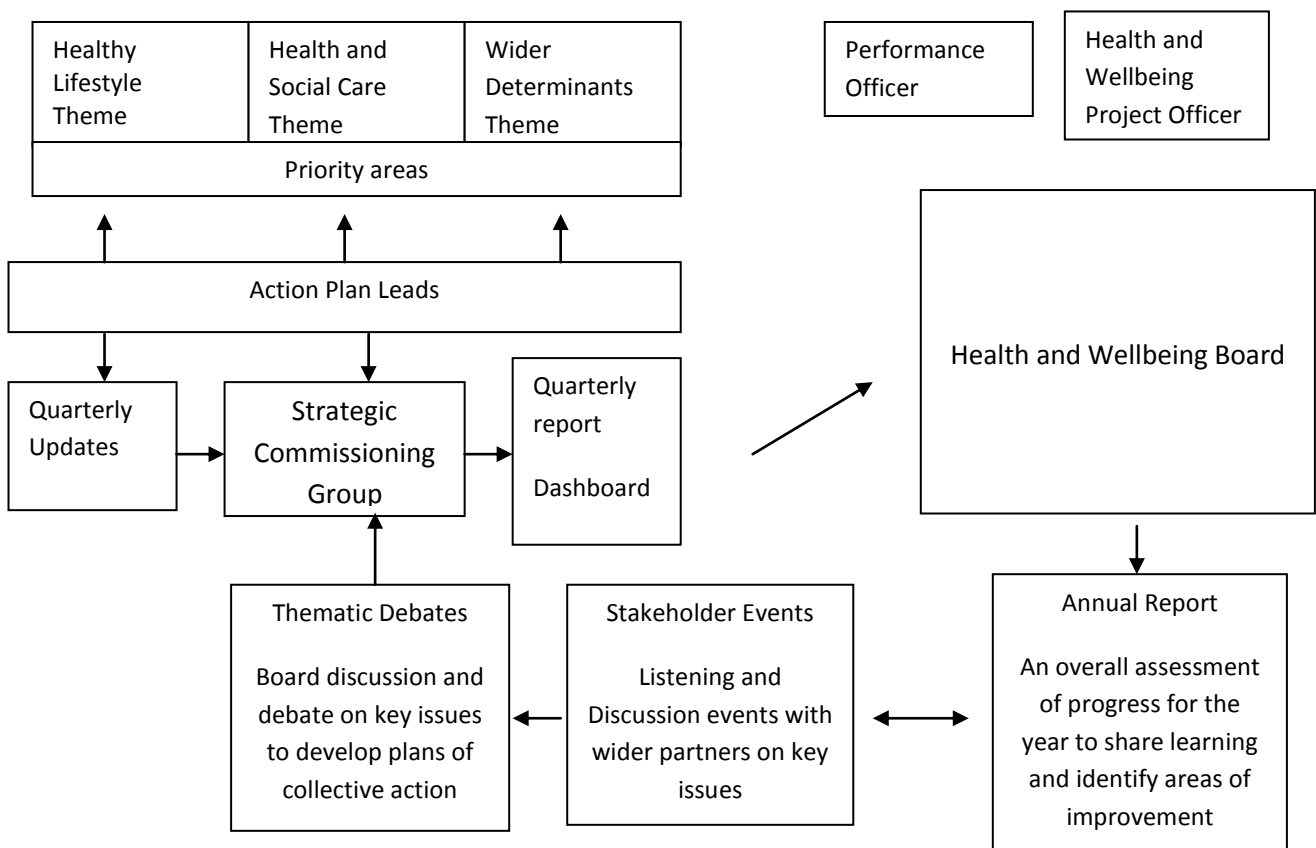 Healthy
Lifestyle
Theme
Health and
Social Care
Theme
Wider
Determinants
Theme
Priority areas
Performance
Officer
Health and
Wellbeing
Project Officer
Action Plan Leads
Health and Wellbeing Board
Quarterly
Updates
Strategic
Commissioning
Group
Quarterly
report
Dashboard
Thematic Debates
Board discussion and
debate on key issues
to develop plans of
collective action
Stakeholder Events
Listening and
Discussion events with
wider partners on key
issues
Annual Report
An overall assessment
of progress for the
year to share learning
and identify areas of
improvement